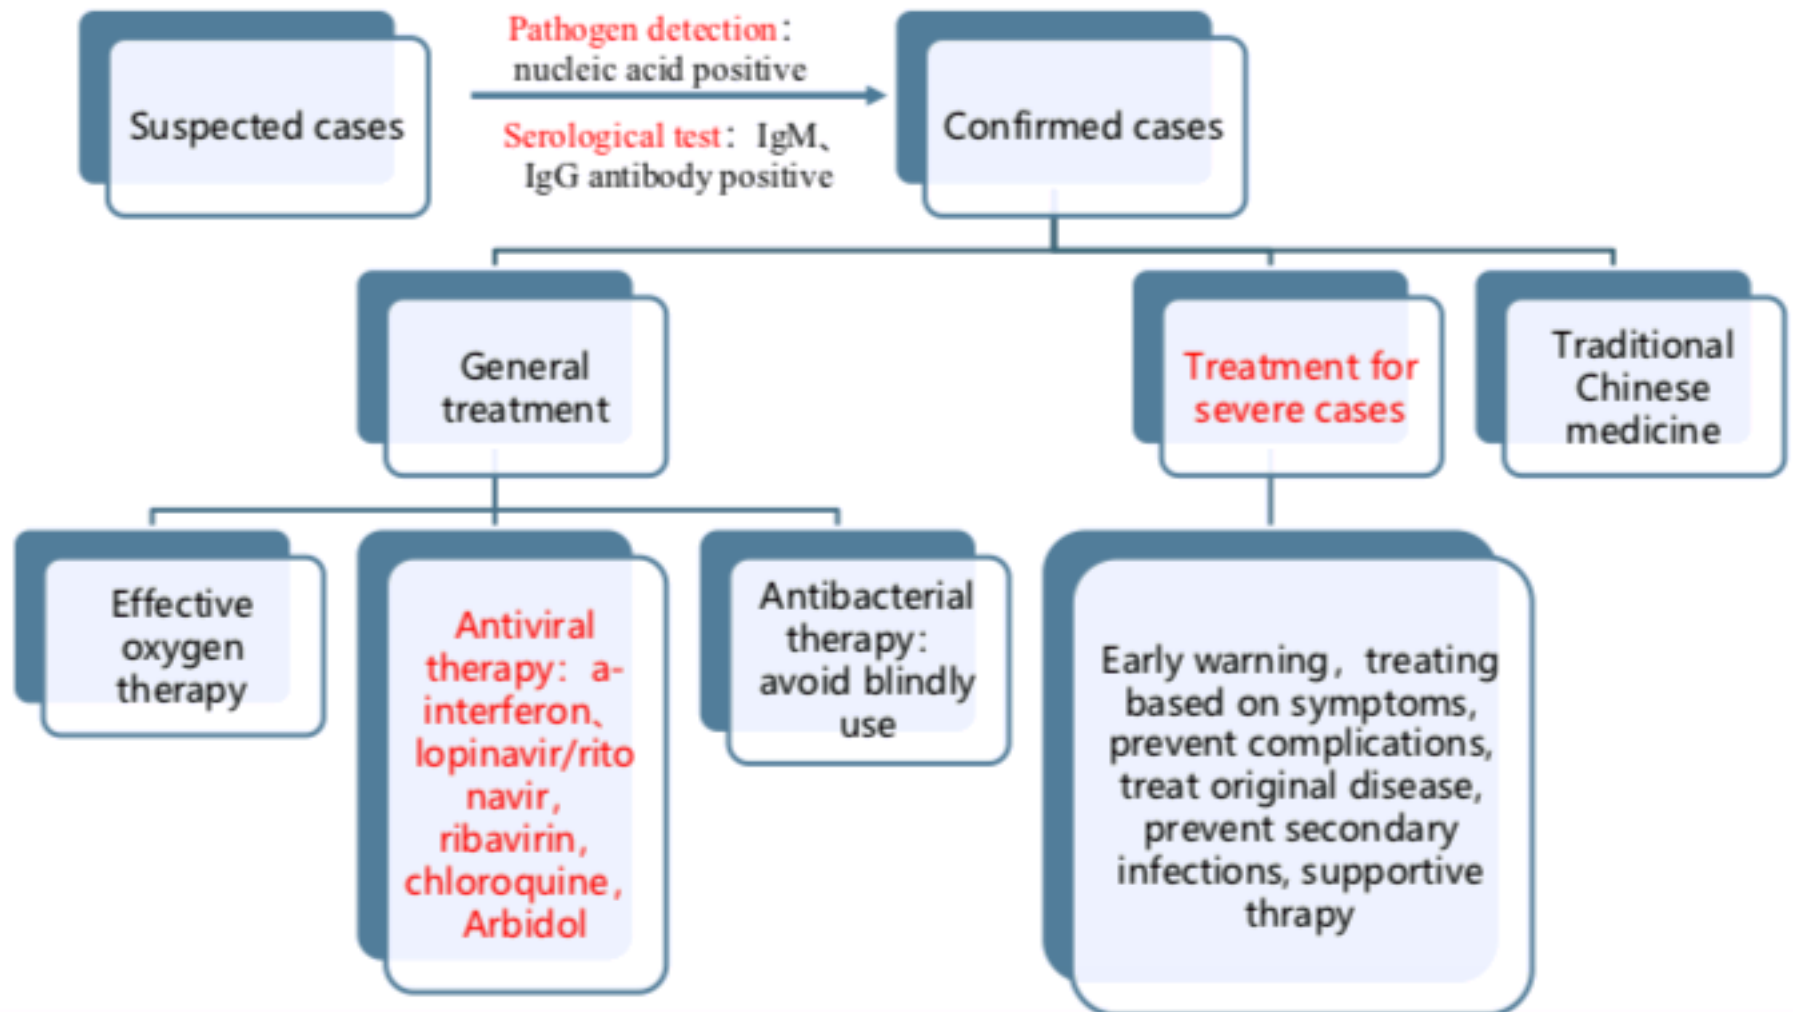 Pathogen detection：
nucleic acid positive
Suspected cases
Serological test：IgM、
IgG antibody positive
Confirmed cases
General
treatment
Treatment for
severe cases
Traditional
Chinese
medicine
Effective
oxygen
therapy
Antiviral
therapy：a-
interferon、
lopinavir/rito
navir，
ribavirin，
chloroquine，
Arbidol
Antibacterial
therapy：
avoid blindly
use
Early warning，treating
based on symptoms,
prevent complications,
treat original disease,
prevent secondary
infections, supportive
thrapy